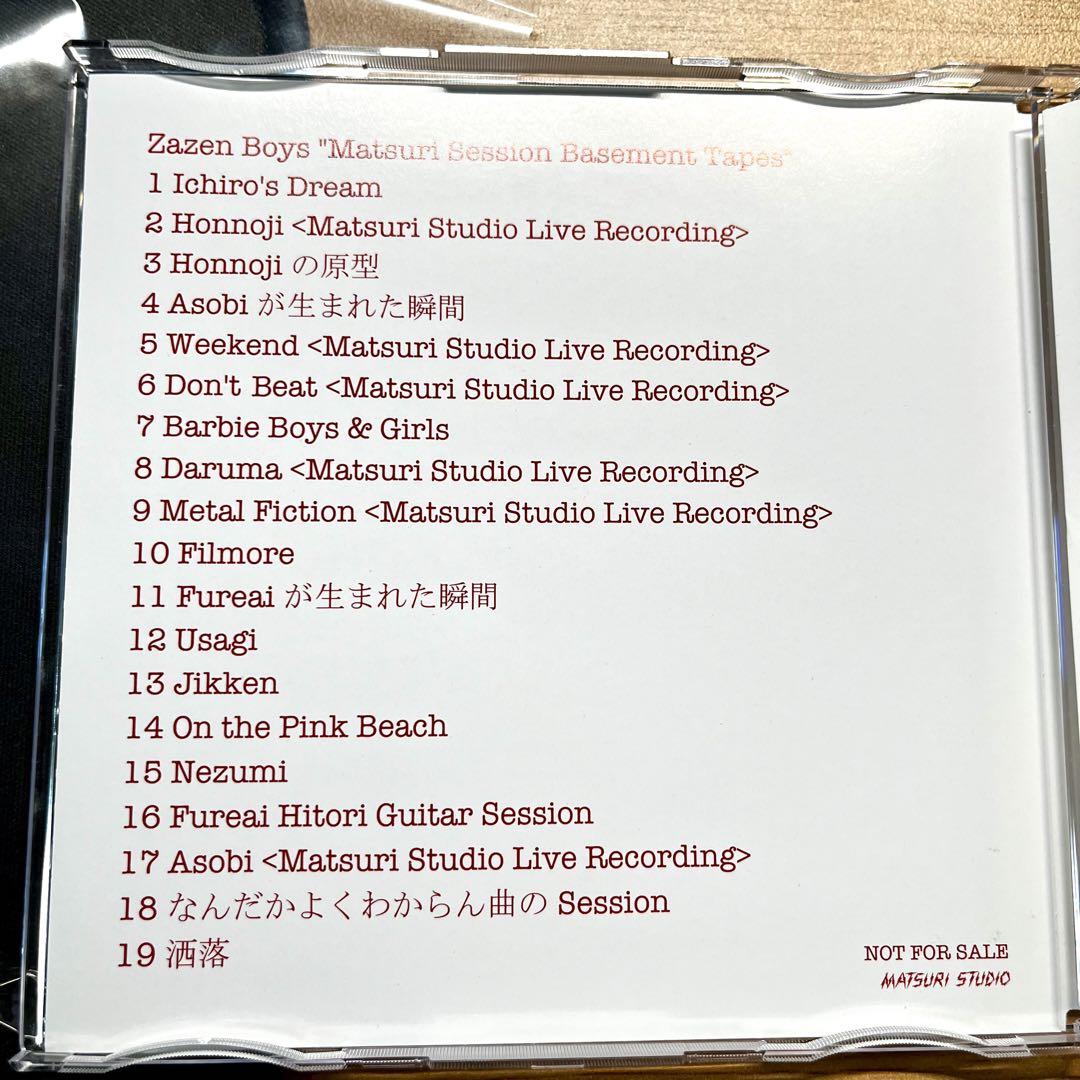 Zazen Boys "Matsuri Session Basement Tapes"
1 Ichiro's Dream
2 Honnoji <Matsuri Studio Live Recording>
3 Honnoji の原型
4 Asobi が生まれた瞬間
5 Weekend <Matsuri Studio Live Recording>
6 Don't Beat <Matsuri Studio Live Recording>
7 Barbie Boys & Girls
8 Daruma <Matsuri Studio Live Recording>
9 Metal Fiction <Matsuri Studio Live Recording>
10 Filmore
11 Fureai が生まれた瞬間
12 Usagi
13 Jikken
14 On the Pink Beach
15 Nezumi
16 Fureai Hitori Guitar Session
17 Asobi <Matsuri Studio Live Recording>
18 なんだかよくわからん曲の Session
19 洒落
NOT FOR SALE
MATSURI STUDIO